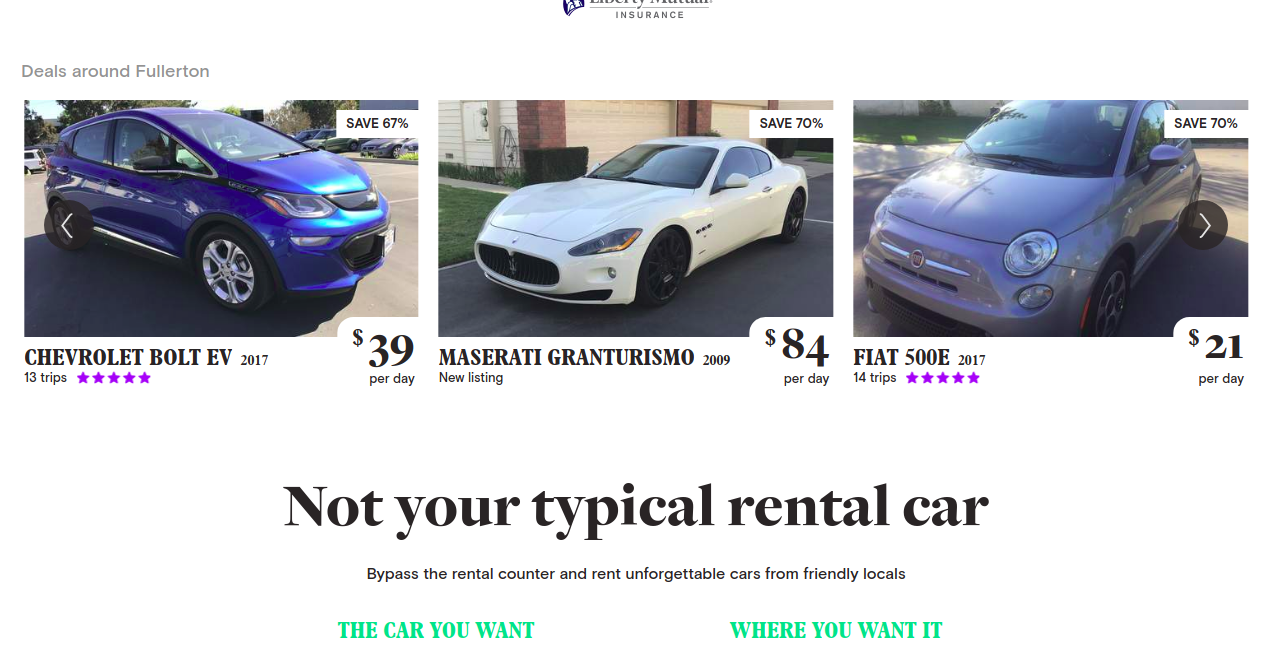 Liberty Mutual
INSURANCE
Deals around Fullerton
SAVE 67%
SAVE 70%
SAVE 70%
CHEVROLET BOLT EV 2017
$39
13 trips
per day
MASERATI GRANTURISMO 2009
$84
New listing
per day
FIAT 500E 2017
$21
14 trips
per day
Not your typical rental car
Bypass the rental counter and rent unforgettable cars from friendly locals
THE CAR YOU WANT
WHERE YOU WANT IT